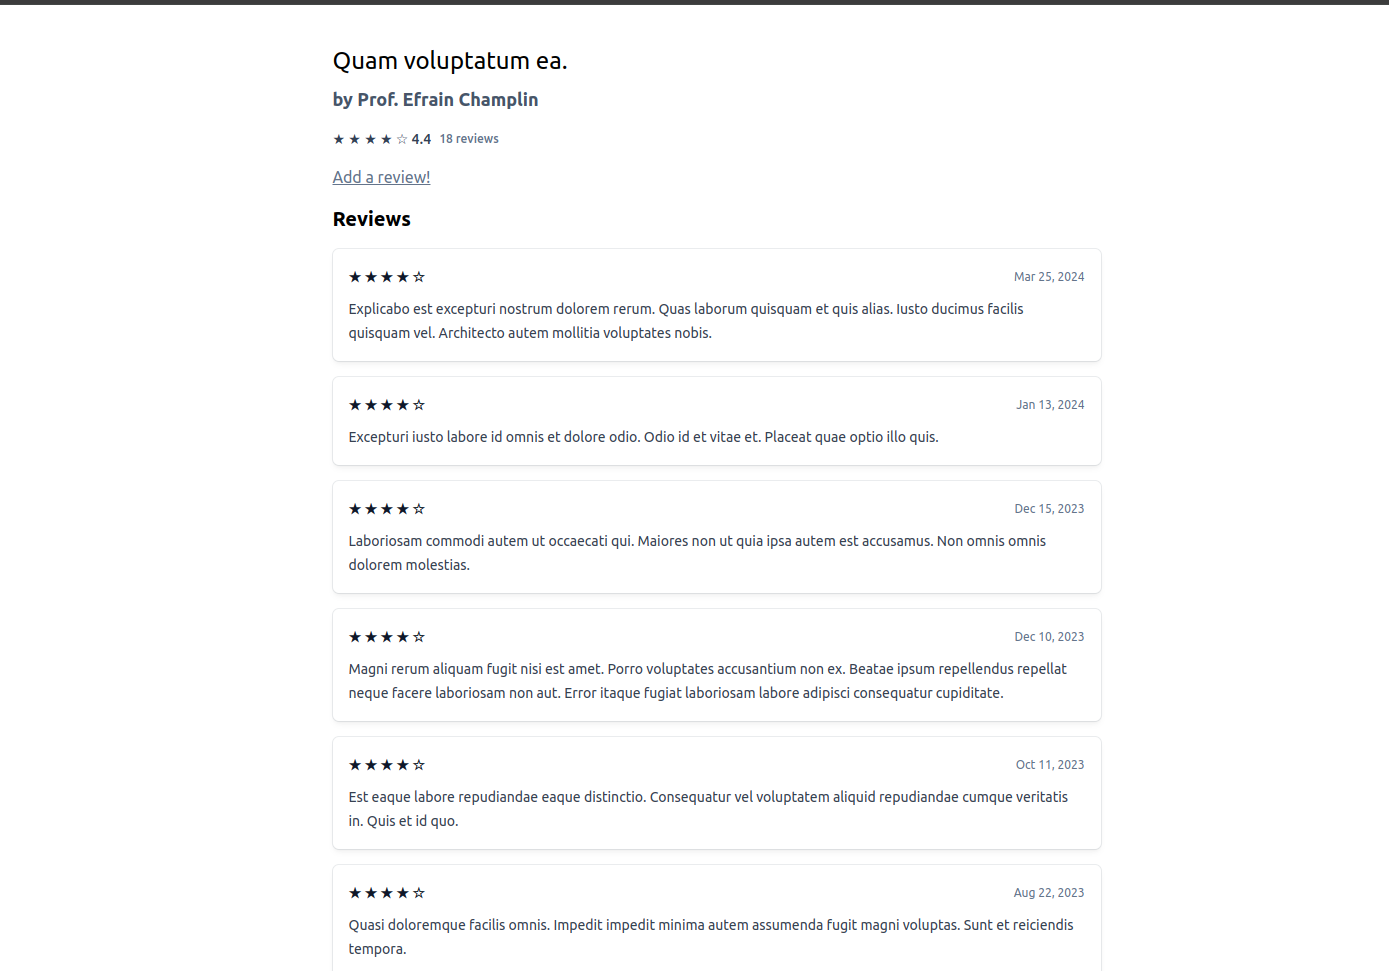 Quam voluptatum ea.
by Prof. Efrain Champlin
★ ★ ★ ★ ☆ 4.4 18 reviews
Add a review!
Reviews
★★★★☆ Mar 25, 2024
Explicabo est excepturi nostrum dolorem rerum. Quas laborum quisquam et quis alias. Iusto ducimus facilis
quisquam vel. Architecto autem mollitia voluptates nobis.
★★★★☆ Jan 13, 2024
Excepturi iusto labore id omnis et dolore odio. Odio id et vitae et. Placeat quae optio illo quis.
★★★★☆ Dec 15, 2023
Laboriosam commodi autem ut occaecati qui. Maiores non ut quia ipsa autem est accusamus. Non omnis omnis
dolorem molestias.
★★★★☆ Dec 10, 2023
Magni rerum aliquam fugit nisi est amet. Porro voluptates accusantium non ex. Beatae ipsum repellendus repellat
neque facere laboriosam non aut. Error itaque fugiat laboriosam labore adipisci consequatur cupiditate.
★★★★☆ Oct 11, 2023
Est eaque labore repudiandae eaque distinctio. Consequatur vel voluptatem aliquid repudiandae cumque veritatis
in. Quis et id quo.
★★★★☆ Aug 22, 2023
Quasi doloremque facilis omnis. Impedit impedit minima autem assumenda fugit magni voluptas. Sunt et reiciendis
tempora.